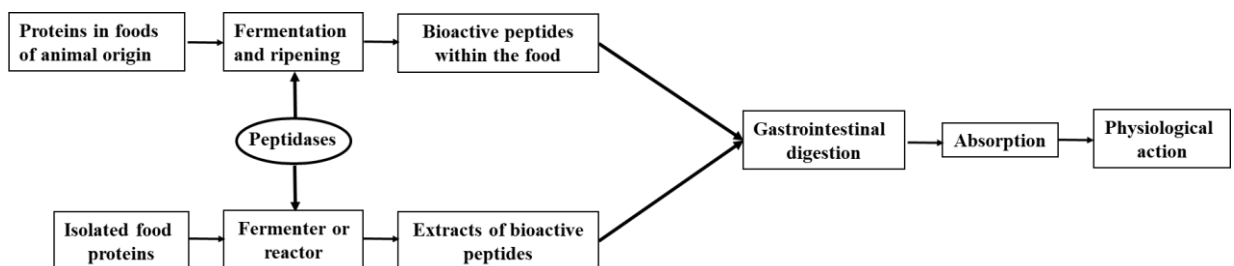 Proteins in foods
of animal origin
Fermentation
and ripening
Bioactive peptides
within the food
Peptidases
Gastrointestinal
digestion
Absorption
Physiological
action
Isolated food
proteins
Fermenter or
reactor
Extracts of bioactive
peptides